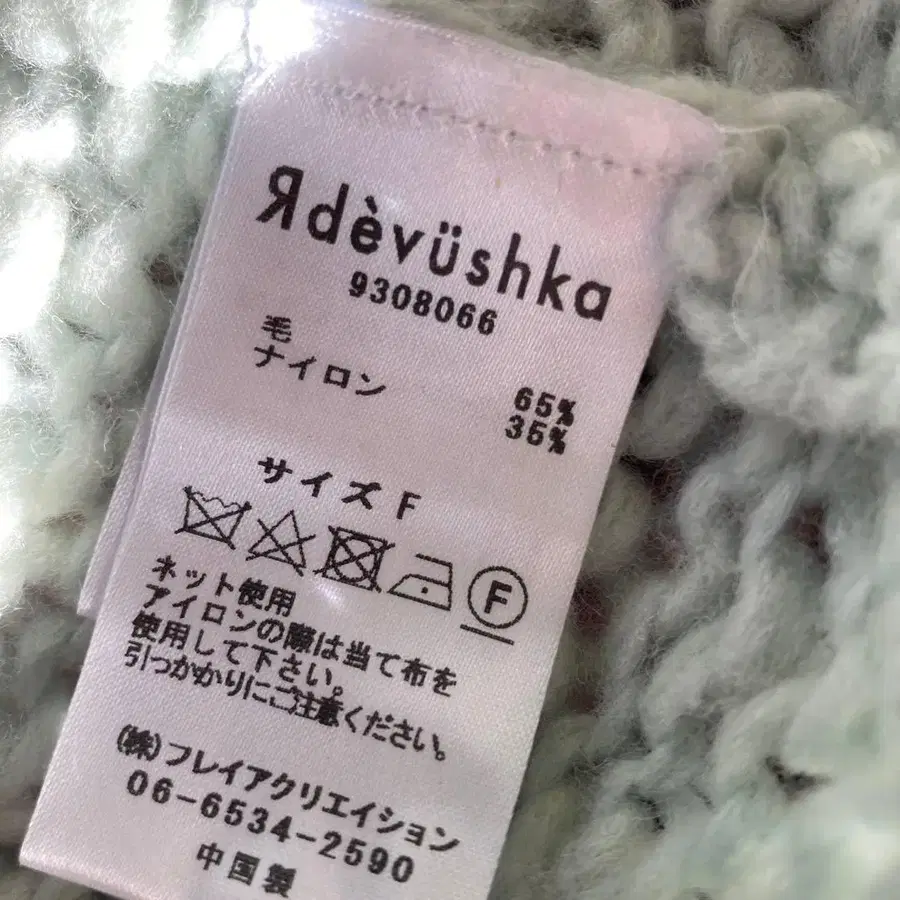 Яdèvüshka
9308066
毛 65%
ナイロン 35%
サイズ F
F
ネット使用
アイロンの際は当て布を
使用して下さい。
引っかかりにご注意ください。
(株)フレイアクリエイション
06-6534-2590
中国製